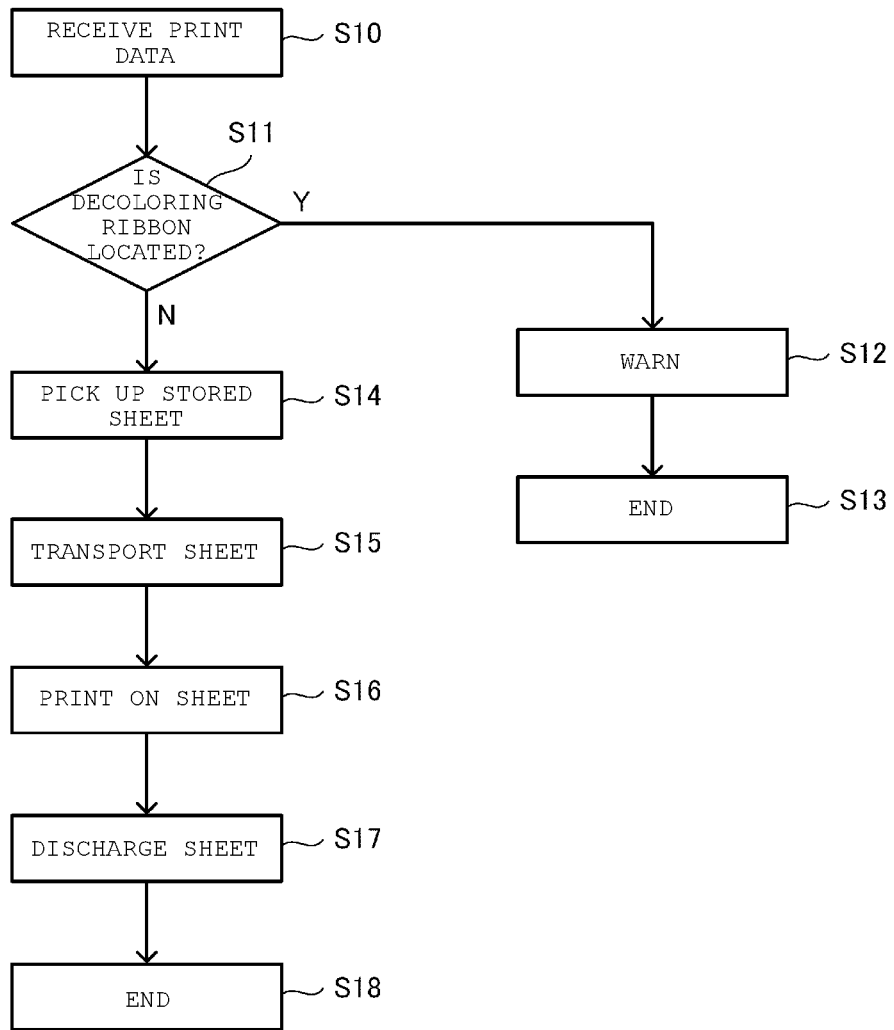 RECEIVE PRINT
DATA
S10
S11
IS
DECOLORING
RIBBON
LOCATED?
Y
N
WARN
S12
PICK UP STORED
SHEET
S14
END
S13
TRANSPORT SHEET
S15
PRINT ON SHEET
S16
DISCHARGE SHEET
S17
END
S18